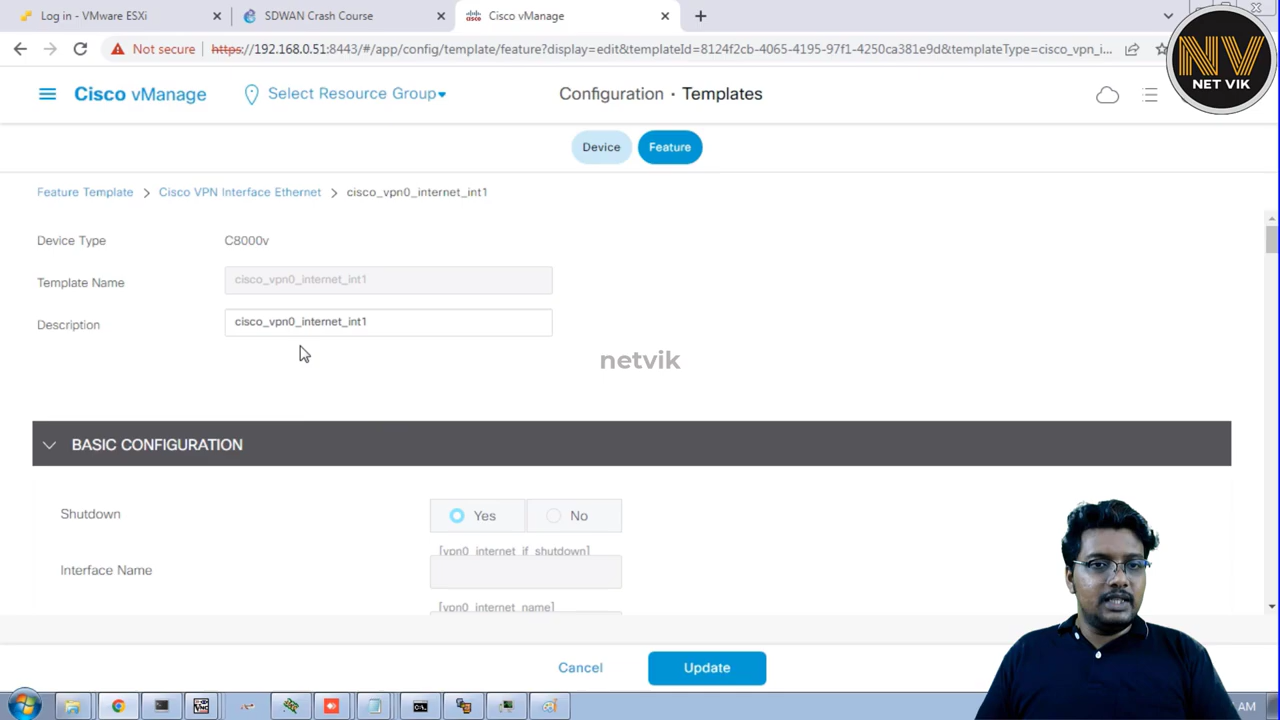 Log in - VMware ESXi
SDWAN Crash Course
Cisco vManage
Not secure
https://192.168.0.51:8443/#/app/config/template/feature?display=edit&templateId=8124f2cb-4065-4195-97f1-4250ca381e9d&templateType=cisco_vpn_i...
NV
NET VIK
Cisco vManage
Select Resource Group
Configuration · Templates
Device
Feature
Feature Template > Cisco VPN Interface Ethernet > cisco_vpn0_internet_int1
Device Type
C8000v
Template Name
cisco_vpn0_internet_int1
Description
cisco_vpn0_internet_int1
netvik
BASIC CONFIGURATION
Shutdown
Yes
No
[vpn0_internet_if_shutdown]
Interface Name
[vpn0_internet_name]
Cancel
Update
AM